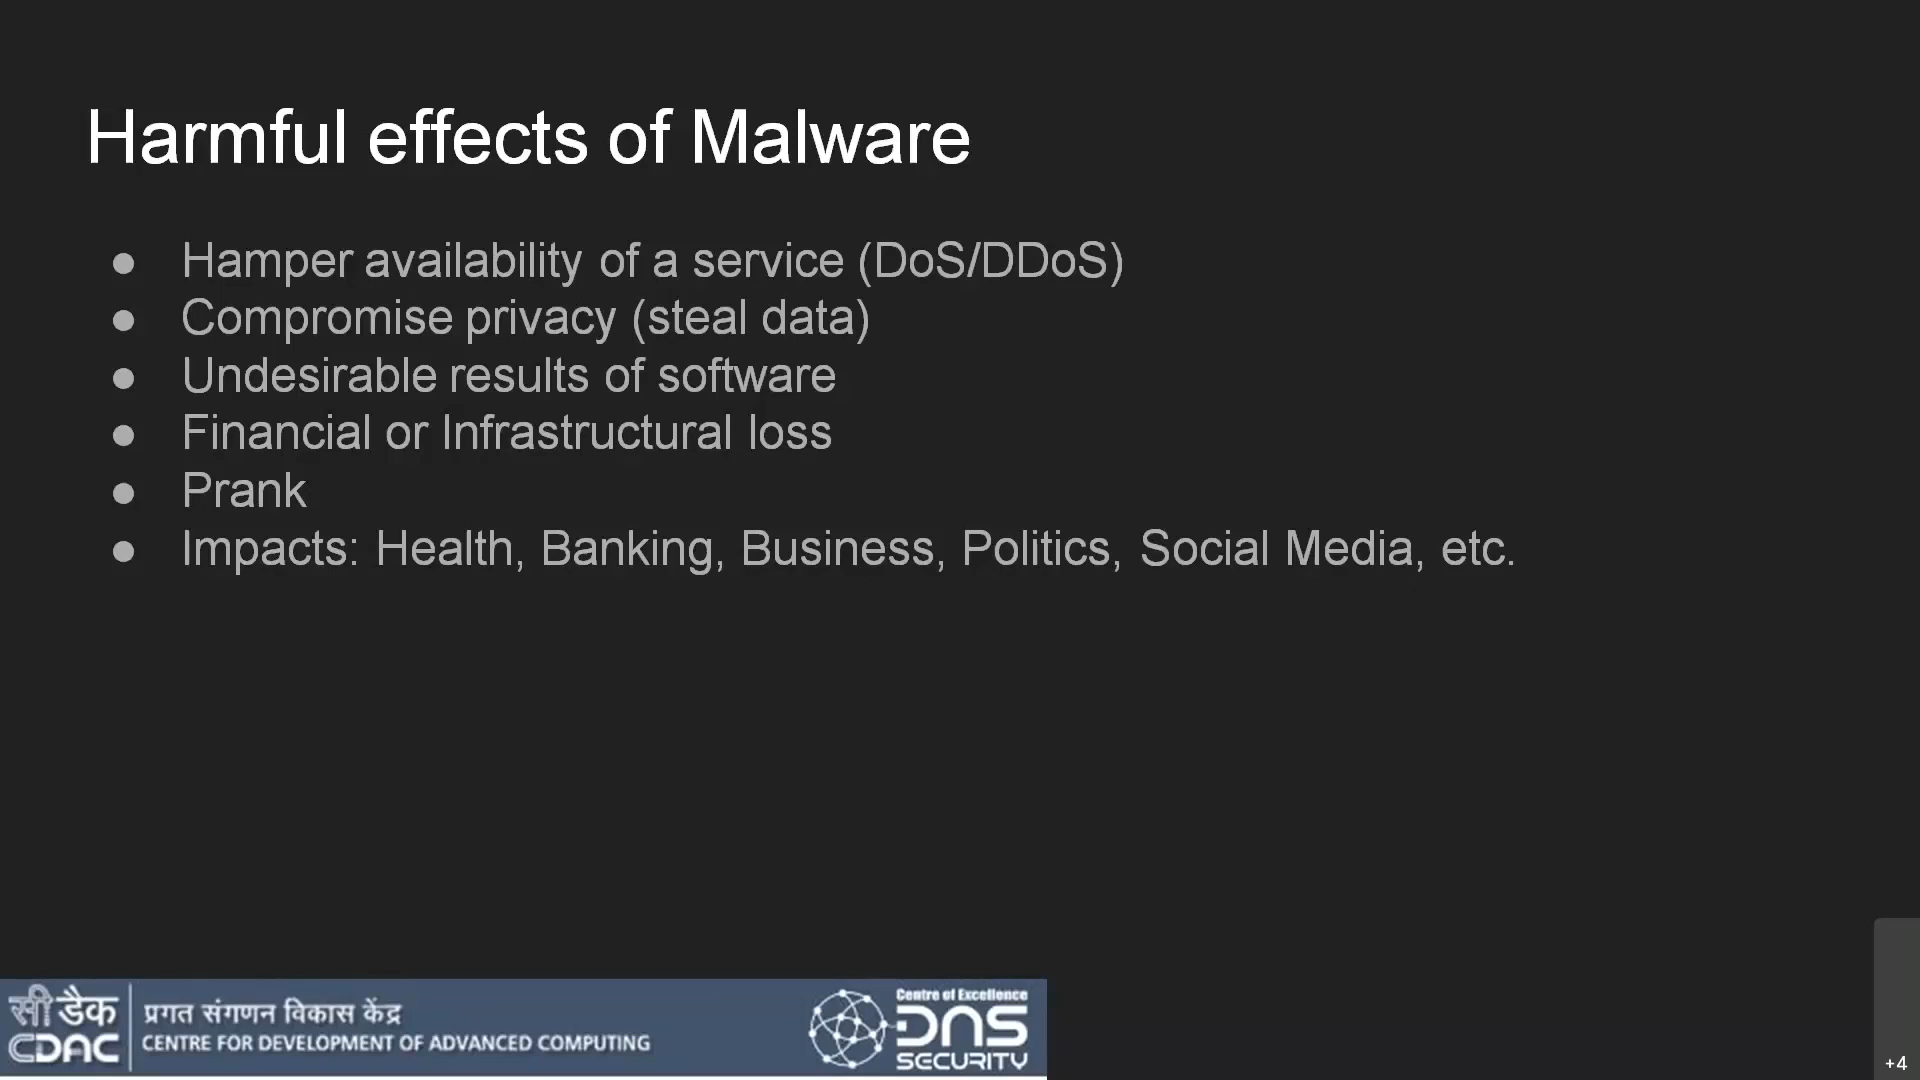 Harmful effects of Malware
● Hamper availability of a service (DoS/DDoS)
● Compromise privacy (steal data)
● Undesirable results of software
● Financial or Infrastructural loss
● Prank
● Impacts: Health, Banking, Business, Politics, Social Media, etc.
सी डैक
CDAC
प्रगत संगणन विकास केंद्र
CENTRE FOR DEVELOPMENT OF ADVANCED COMPUTING
Centre of Excellence
DNS
SECURITY
+4